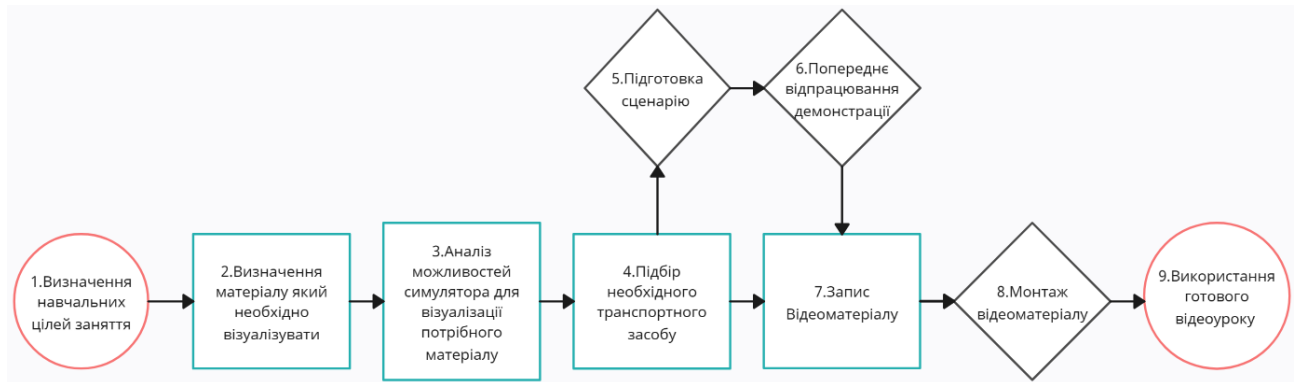 1.Визначення
навчальних
цілей заняття
2.Визначення
матеріалу який
необхідно
візуалізувати
3.Аналіз
можливостей
симулятора для
візуалізації
потрібного
матеріалу
4.Підбір
необхідного
транспортного
засобу
5.Підготовка
сценарію
6.Попереднє
відпрацювання
демонстрації
7.Запис
Відеоматеріалу
8.Монтаж
відеоматеріалу
9.Використання
готового
відеоуроку